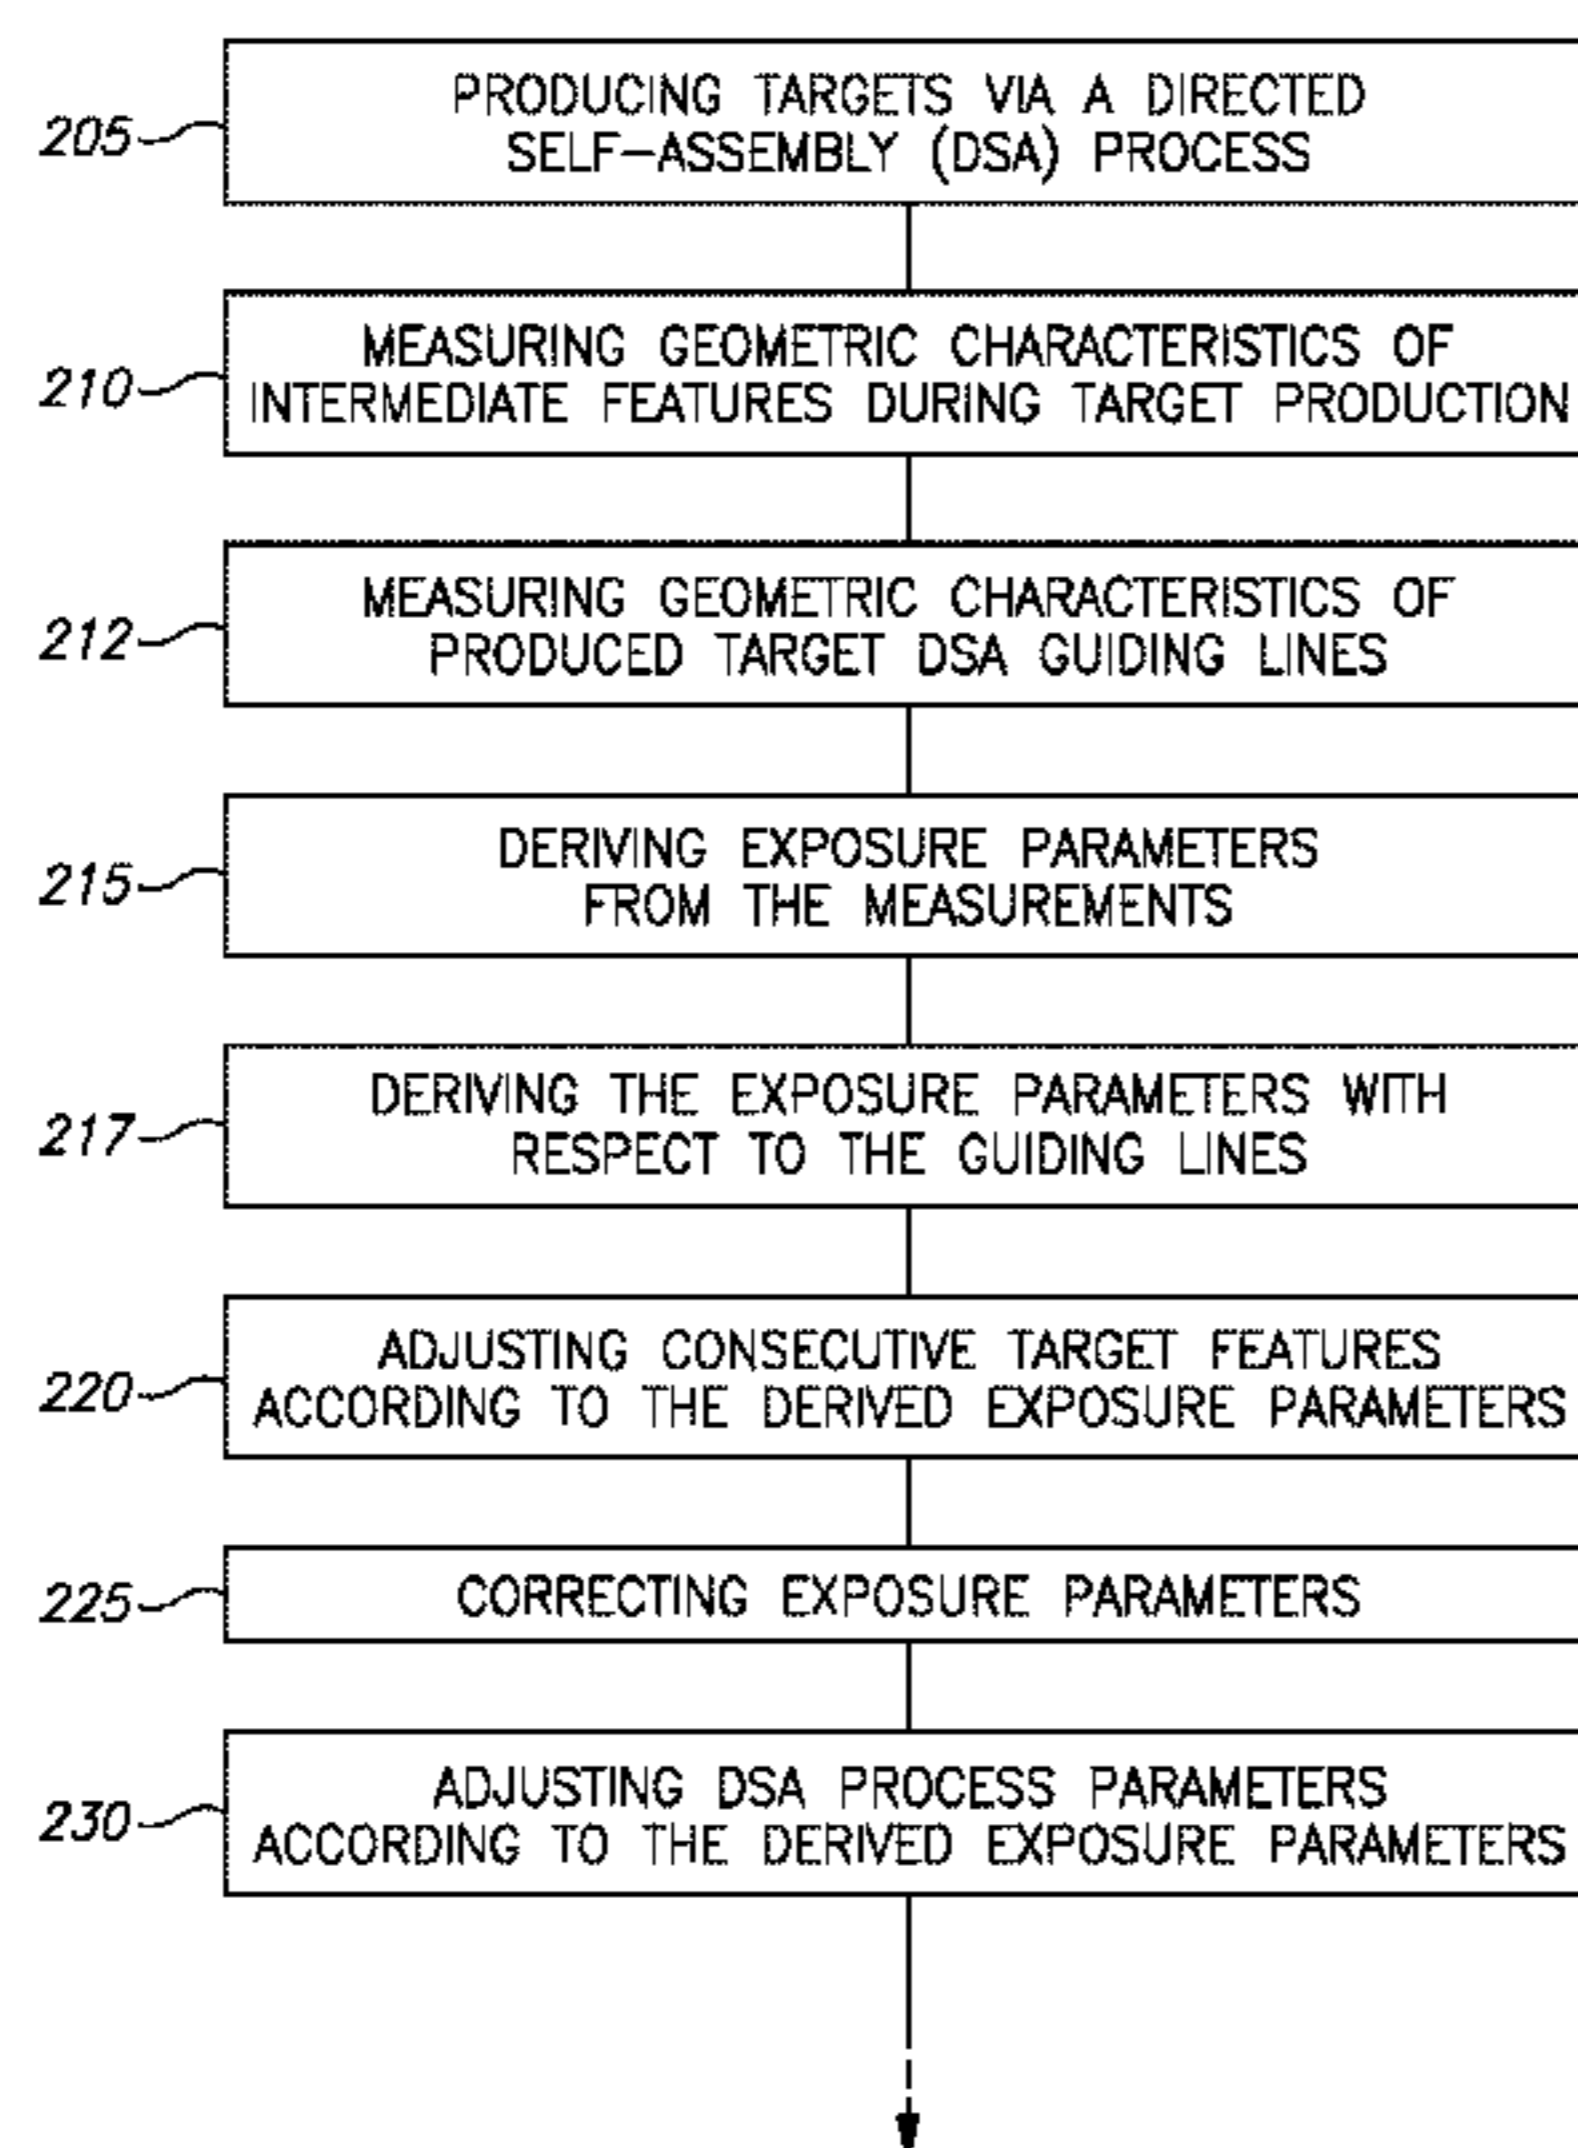 205
PRODUCING TARGETS VIA A DIRECTED
SELF-ASSEMBLY (DSA) PROCESS
210
MEASURING GEOMETRIC CHARACTERISTICS OF
INTERMEDIATE FEATURES DURING TARGET PRODUCTION
212
MEASURING GEOMETRIC CHARACTERISTICS OF
PRODUCED TARGET DSA GUIDING LINES
215
DERIVING EXPOSURE PARAMETERS
FROM THE MEASUREMENTS
217
DERIVING THE EXPOSURE PARAMETERS WITH
RESPECT TO THE GUIDING LINES
220
ADJUSTING CONSECUTIVE TARGET FEATURES
ACCORDING TO THE DERIVED EXPOSURE PARAMETERS
225
CORRECTING EXPOSURE PARAMETERS
230
ADJUSTING DSA PROCESS PARAMETERS
ACCORDING TO THE DERIVED EXPOSURE PARAMETERS